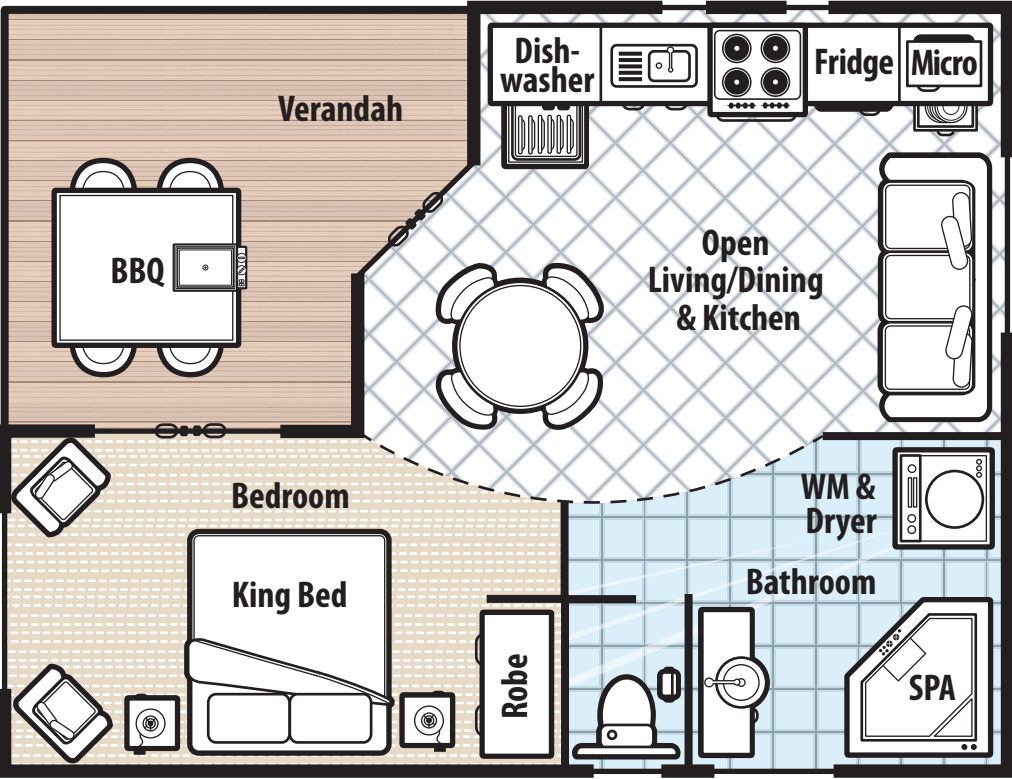 Dish-
washer
Fridge
Micro
Verandah
BBQ
Open
Living/Dining
& Kitchen
Bedroom
WM &
Dryer
King Bed
Bathroom
Robe
SPA